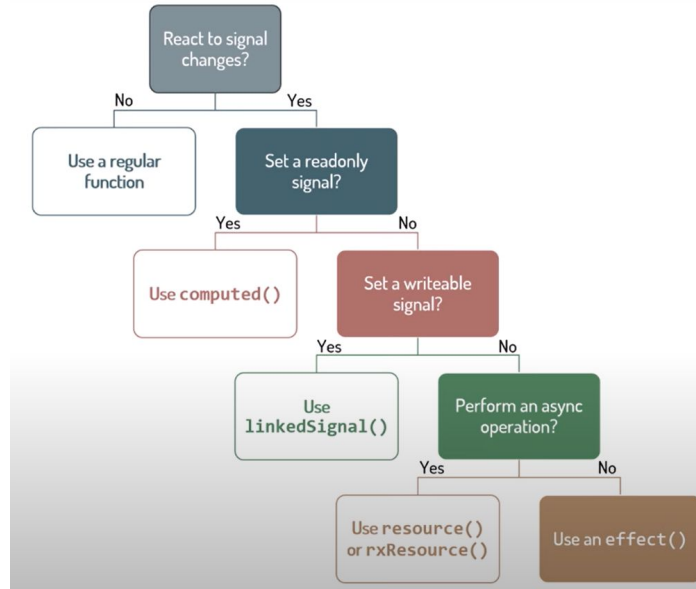 React to signal
changes?
No
Yes
Use a regular
function
Set a readonly
signal?
Yes
No
Use computed()
Set a writeable
signal?
Yes
No
Use
linkedSignal()
Perform an async
operation?
Yes
No
Use resource()
or rxResource()
Use an effect()